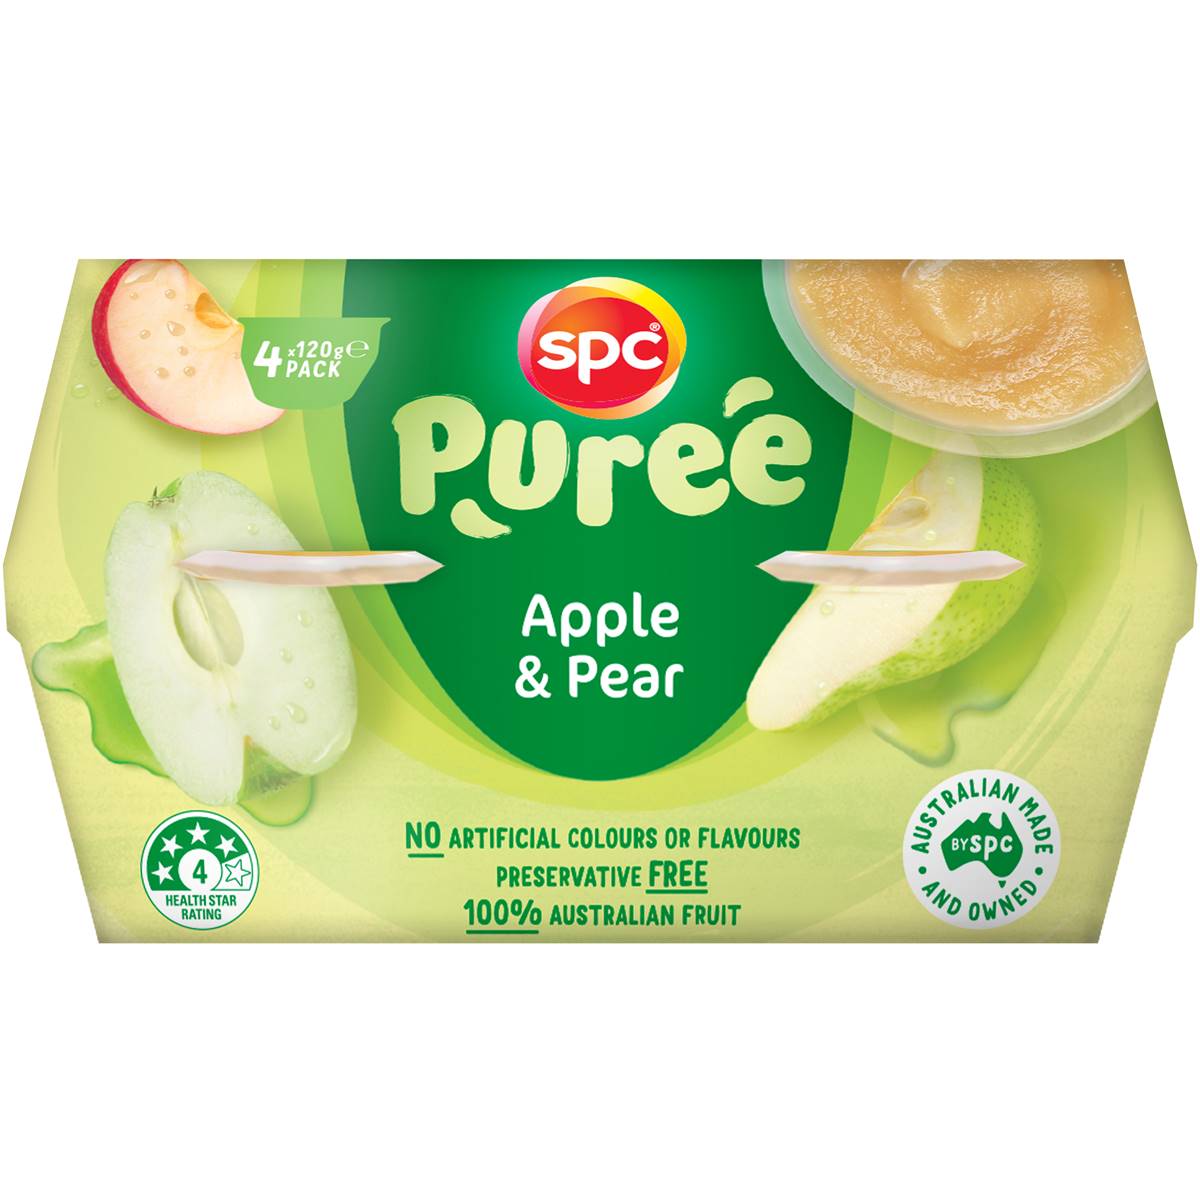 4 x120g ℮
PACK
spc®
Pureé
Apple
& Pear
NO ARTIFICIAL COLOURS OR FLAVOURS
PRESERVATIVE FREE
100% AUSTRALIAN FRUIT
4
HEALTH STAR
RATING
AUSTRALIAN MADE
BY spc
• AND OWNED •